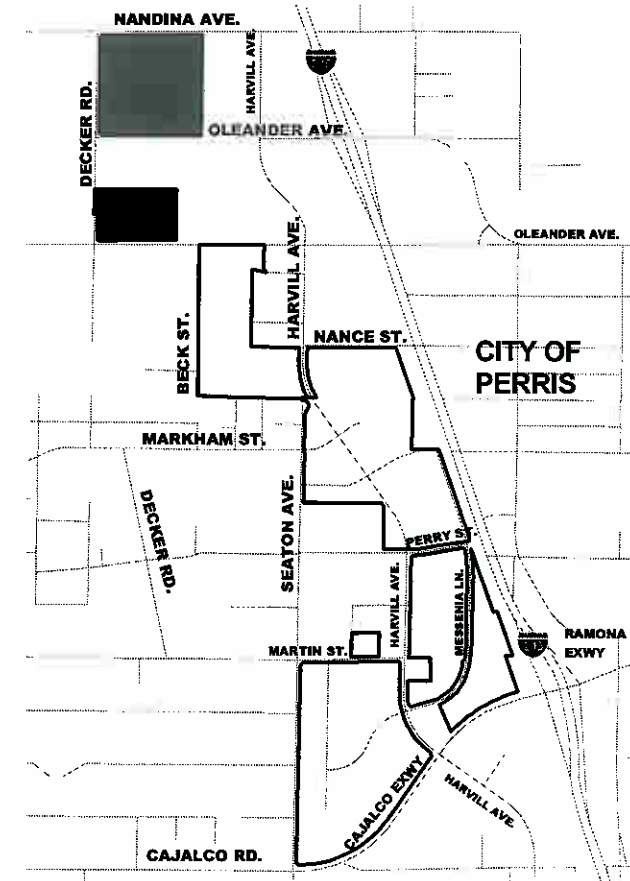 NANDINA AVE.
HARVILL AVE.
DECKER RD.
OLEANDER AVE.
OLEANDER AVE.
HARVILL AVE.
BECK ST.
NANCE ST.
CITY OF
PERRIS
MARKHAM ST.
DECKER RD.
SEATON AVE.
PERRY ST.
HARVILL AVE.
MESSENIA LN.
RAMONA
EXWY
MARTIN ST.
CAJALCO EXWY
HARVILL AVE.
CAJALCO RD.